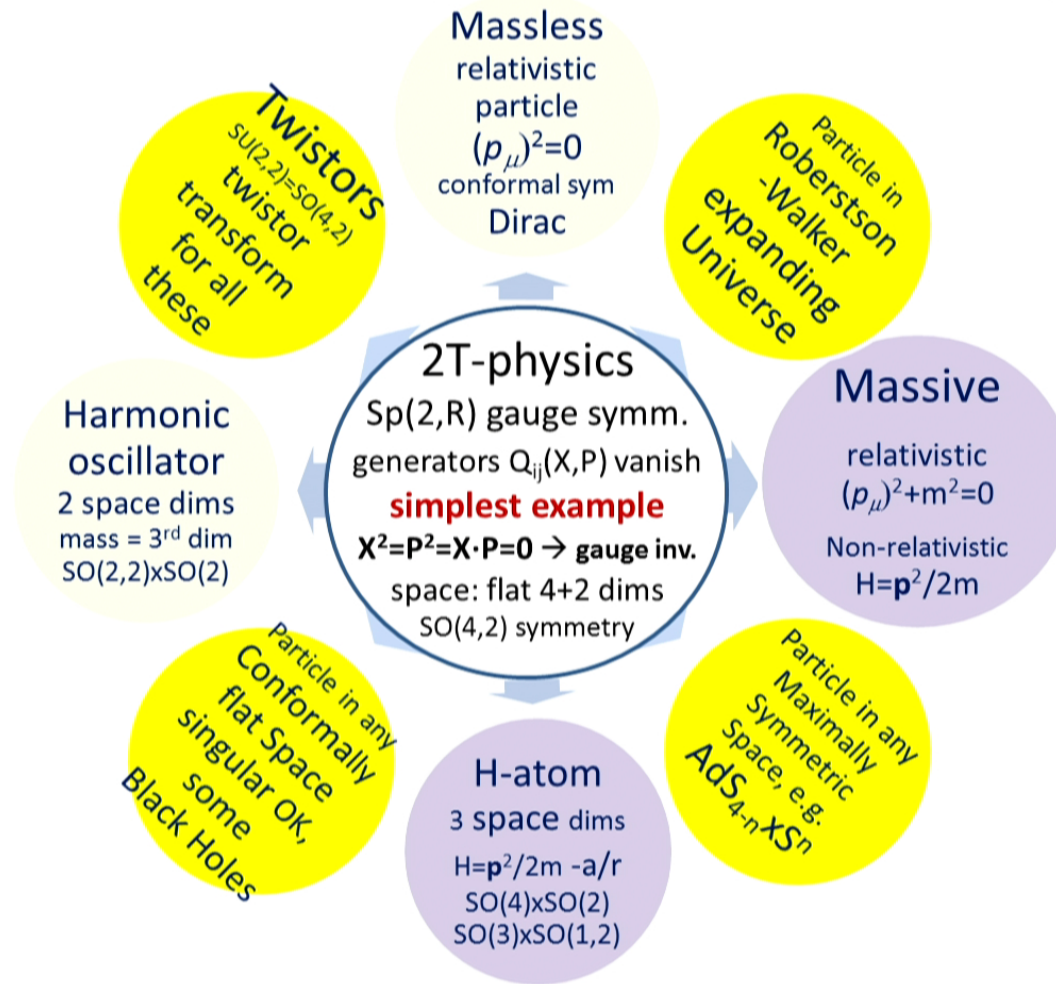 Massless
relativistic
particle
(pμ)²=0
conformal sym
Dirac
Particle in
Roberstson
-Walker
expanding
Universe
Massive
relativistic
(pμ)²+m²=0
Non-relativistic
H=p²/2m
Particle in any
Maximally
Symmetric
Space, e.g.
AdS₄₋ₙxSⁿ
H-atom
3 space dims
H=p²/2m -a/r
SO(4)xSO(2)
SO(3)xSO(1,2)
Particle in any
Conformally
flat Space
singular OK,
some
Black Holes
Harmonic
oscillator
2 space dims
mass = 3rd dim
SO(2,2)xSO(2)
Twistors
SU(2,2)=SO(4,2)
twistor
transform
for all
these
2T-physics
Sp(2,R) gauge symm.
generators Qᵢⱼ(X,P) vanish
simplest example
X²=P²=X·P=0 → gauge inv.
space: flat 4+2 dims
SO(4,2) symmetry